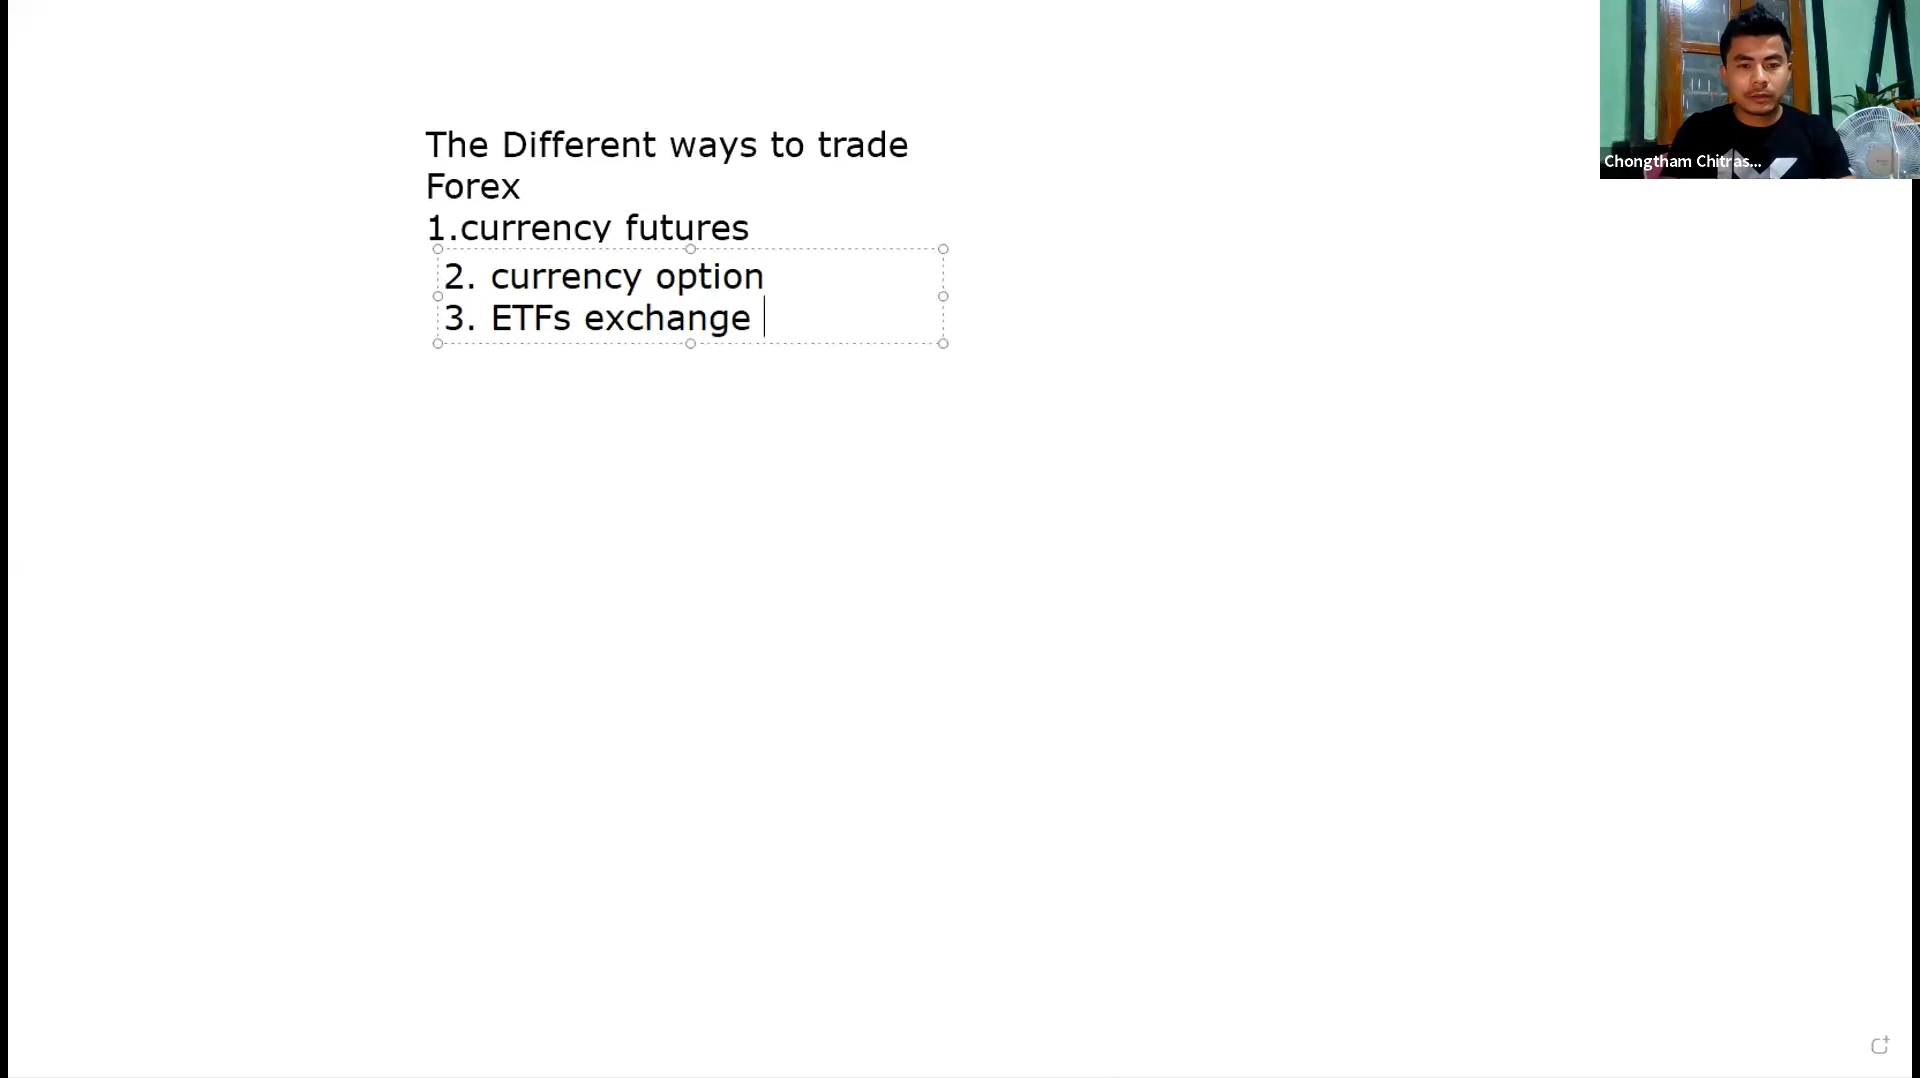 The Different ways to trade
Forex
1.currency futures
2. currency option
3. ETFs exchange
Chongtham Chitras...